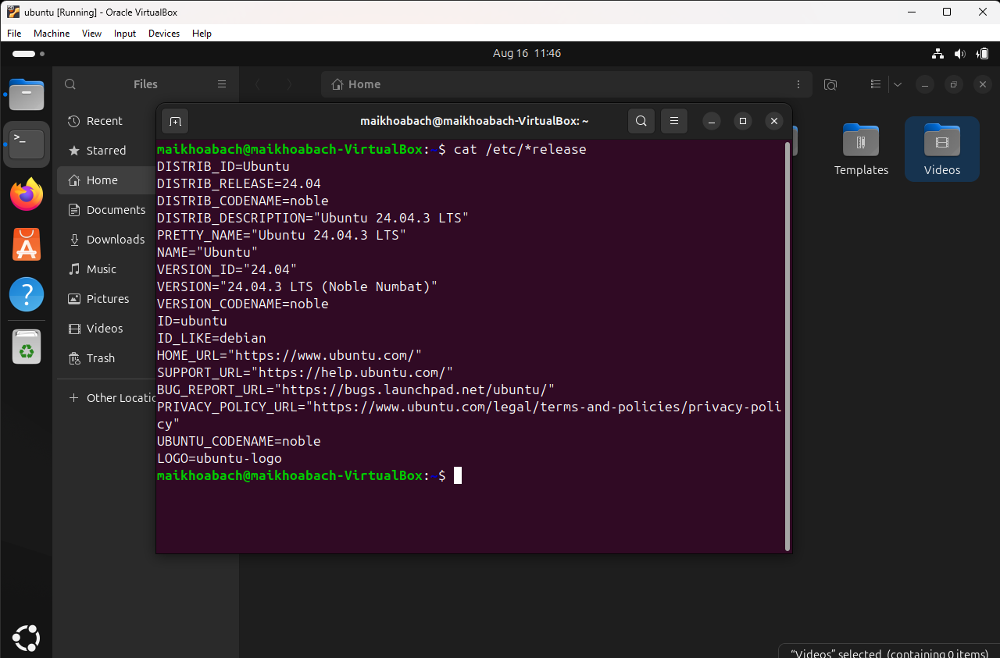 ubuntu [Running] - Oracle VirtualBox
File Machine View Input Devices Help
Aug 16 11:46
Files
Home
Recent
Starred
Home
Documents
Downloads
Music
Pictures
Videos
Trash
Other Locatio
Templates
Videos
maikhoabach@maikhoabach-VirtualBox: ~
maikhoabach@maikhoabach-VirtualBox:~$ cat /etc/*release
DISTRIB_ID=Ubuntu
DISTRIB_RELEASE=24.04
DISTRIB_CODENAME=noble
DISTRIB_DESCRIPTION="Ubuntu 24.04.3 LTS"
PRETTY_NAME="Ubuntu 24.04.3 LTS"
NAME="Ubuntu"
VERSION_ID="24.04"
VERSION="24.04.3 LTS (Noble Numbat)"
VERSION_CODENAME=noble
ID=ubuntu
ID_LIKE=debian
HOME_URL="https://www.ubuntu.com/"
SUPPORT_URL="https://help.ubuntu.com/"
BUG_REPORT_URL="https://bugs.launchpad.net/ubuntu/"
PRIVACY_POLICY_URL="https://www.ubuntu.com/legal/terms-and-policies/privacy-poli
cy"
UBUNTU_CODENAME=noble
LOGO=ubuntu-logo
maikhoabach@maikhoabach-VirtualBox:~$
“Videos” selected (containing 0 items)